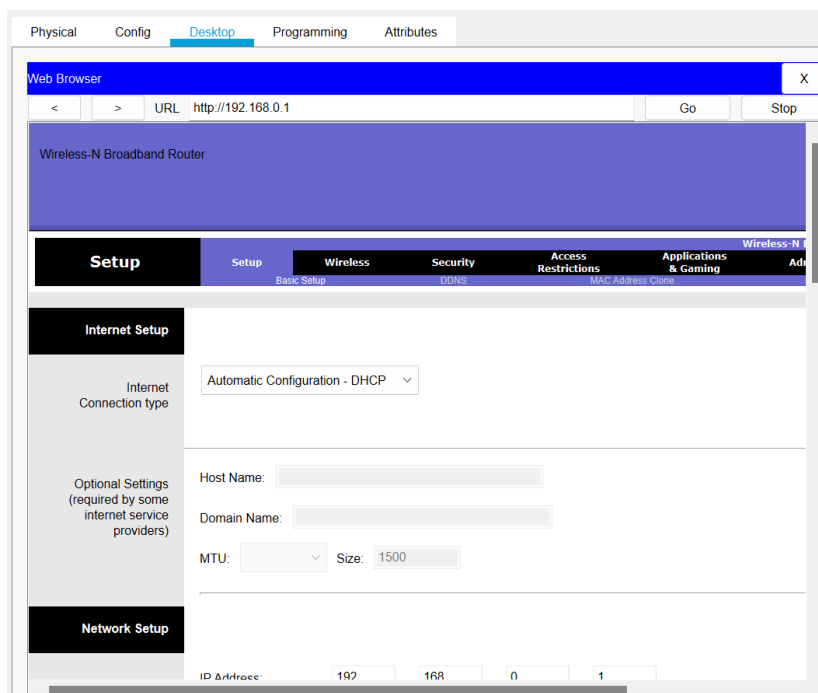 Physical Config Desktop Programming Attributes
Web Browser X
< > URL http://192.168.0.1 Go Stop
Wireless-N Broadband Router
Wireless-N
Setup Setup Wireless Security Access Restrictions Applications & Gaming
Basic Setup DDNS MAC Address Clone
Internet Setup
Internet Connection type
Automatic Configuration - DHCP
Optional Settings
(required by some
internet service
providers)
Host Name:
Domain Name:
MTU: Size: 1500
Network Setup
IP Address: 192 168 0 1